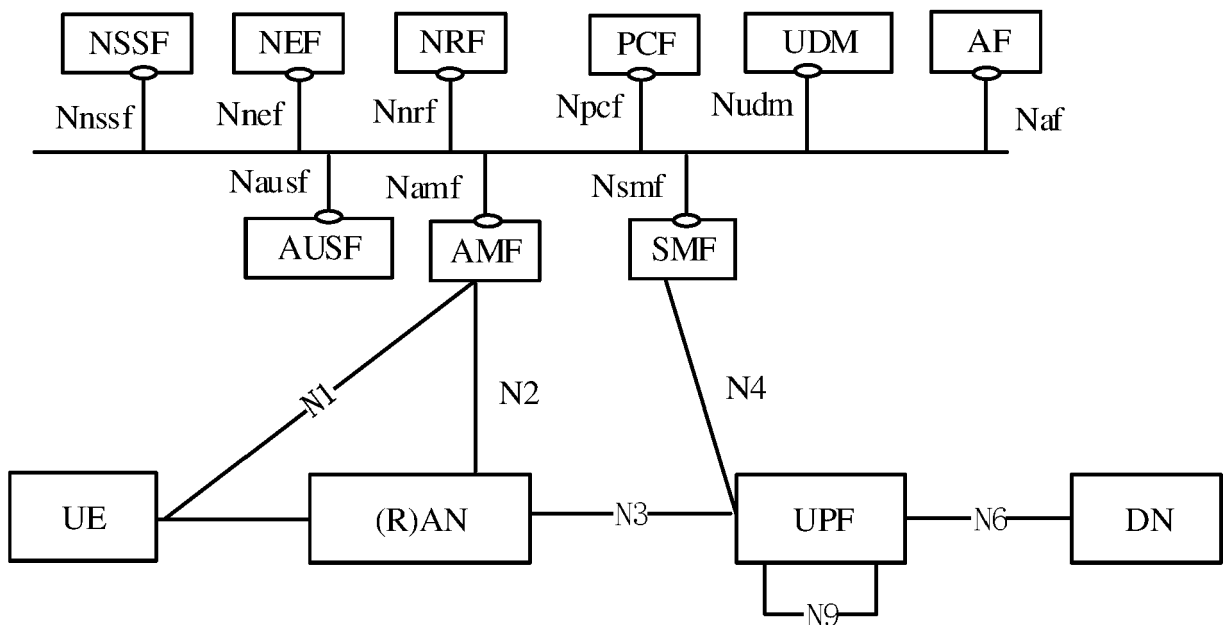 NSSF NEF NRF PCF UDM AF
Nnssf Nnef Nnrf Npcf Nudm Naf
Nausf Namf Nsmf
AUSF AMF SMF
N1 N2 N4
UE (R)AN N3 UPF N6 DN
N9